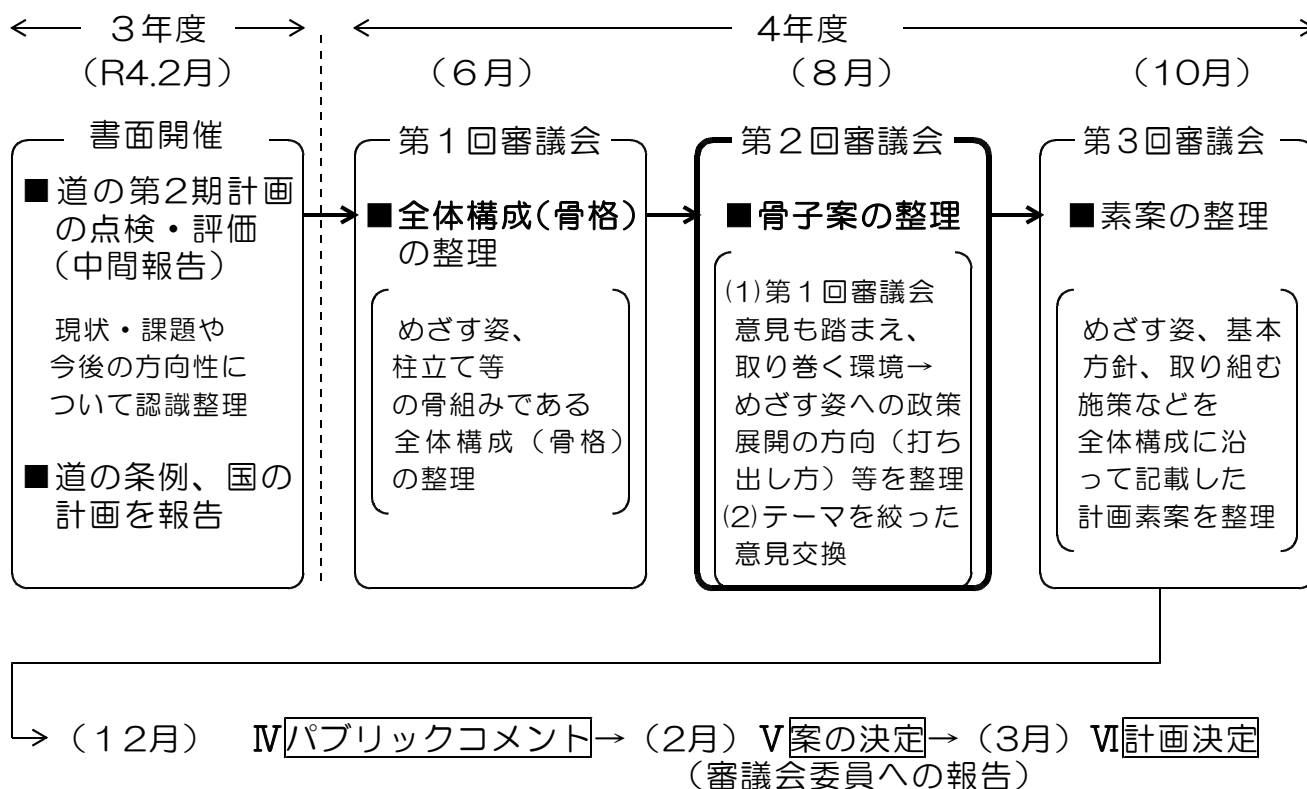 3年度
4年度
(R4.2月)
(6月)
(8月)
(10月)
書面開催
■道の第2期計画
の点検・評価
(中間報告)
現状・課題や
今後の方向性に
ついて認識整理
■道の条例、国の
計画を報告
第1回審議会
■全体構成(骨格)
の整理
めざす姿、
柱立て等
の骨組みである
全体構成(骨格)
の整理
第2回審議会
■骨子案の整理
(1)第1回審議会
意見も踏まえ、
取り巻く環境→
めざす姿への政策
展開の方向(打ち
出し方)等を整理
(2)テーマを絞った
意見交換
第3回審議会
■素案の整理
めざす姿、基本
方針、取り組む
施策などを
全体構成に沿
って記載した
計画素案を整理
(12月) Ⅳパブリックコメント→(2月)Ⅴ案の決定→(3月)Ⅵ計画決定
(審議会委員への報告)